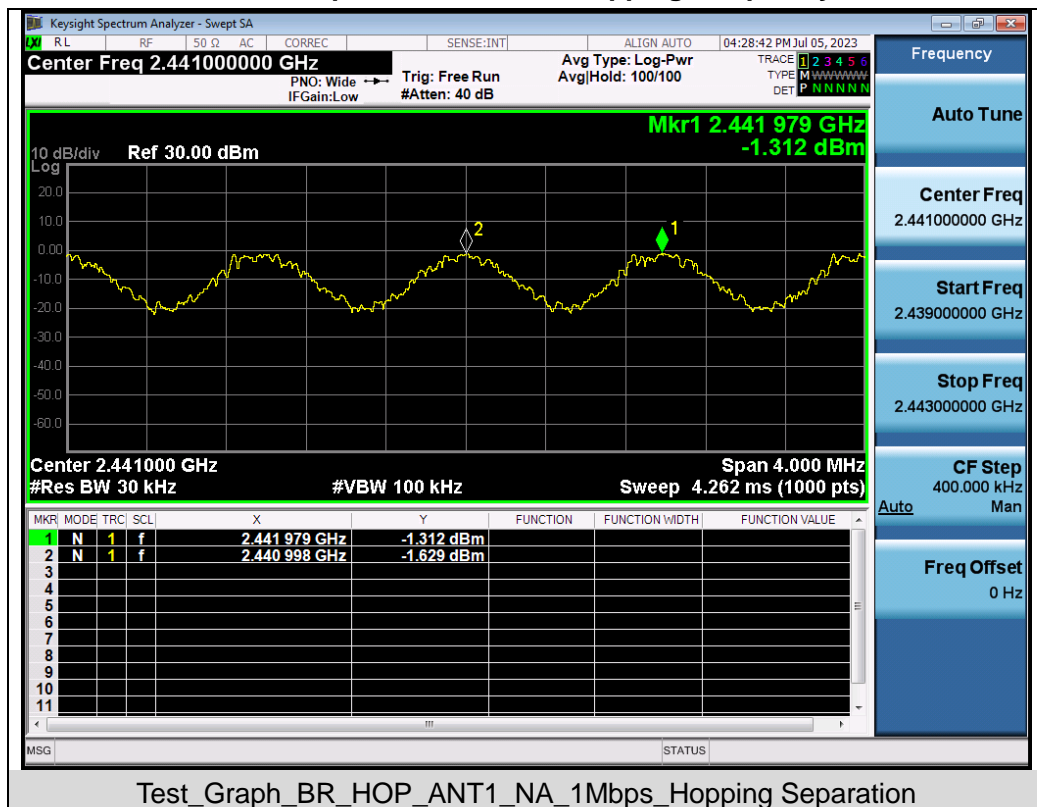 Keysight Spectrum Analyzer - Swept SA
LXI RL RF 50 Ω AC CORREC SENSE:INT ALIGN AUTO 04:28:42 PM Jul 05, 2023
Center Freq 2.441000000 GHz
PNO: Wide
IFGain:Low
Trig: Free Run
#Atten: 40 dB
Avg Type: Log-Pwr
Avg|Hold: 100/100
TRACE 1 2 3 4 5 6
TYPE M WWWWW
DET P N N N N N
Mkr1 2.441 979 GHz
-1.312 dBm
10 dB/div Ref 30.00 dBm
Log
20.0
10.0
0.00
-10.0
-20.0
-30.0
-40.0
-50.0
-60.0
2
1
Center 2.441000 GHz Span 4.000 MHz
#Res BW 30 kHz #VBW 100 kHz Sweep 4.262 ms (1000 pts)
MKR MODE TRC SCL X Y FUNCTION FUNCTION WIDTH FUNCTION VALUE
1 N 1 f 2.441 979 GHz -1.312 dBm
2 N 1 f 2.440 998 GHz -1.629 dBm
3
4
5
6
7
8
9
10
11
MSG STATUS
Frequency
Auto Tune
Center Freq
2.441000000 GHz
Start Freq
2.439000000 GHz
Stop Freq
2.443000000 GHz
CF Step
400.000 kHz
Auto Man
Freq Offset
0 Hz
Test_Graph_BR_HOP_ANT1_NA_1Mbps_Hopping Separation